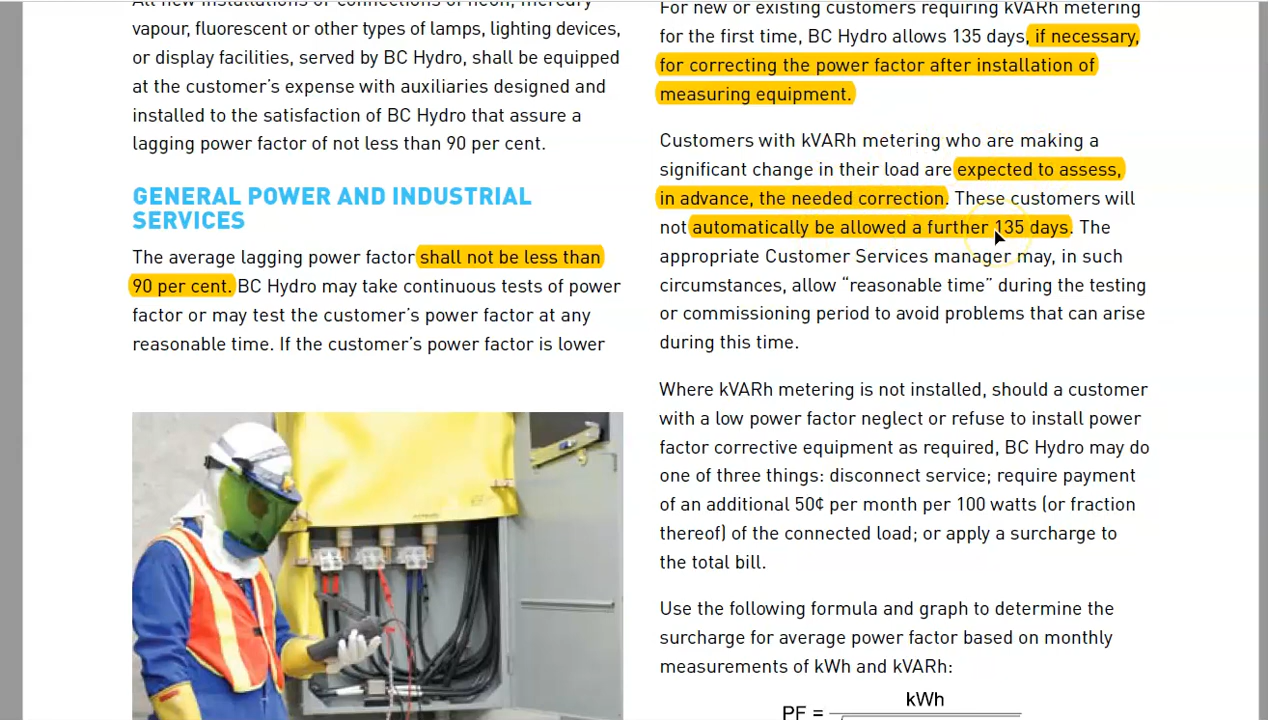 All new installations or connections of neon, mercury
vapour, fluorescent or other types of lamps, lighting devices,
or display facilities, served by BC Hydro, shall be equipped
at the customer's expense with auxiliaries designed and
installed to the satisfaction of BC Hydro that assure a
lagging power factor of not less than 90 per cent.
GENERAL POWER AND INDUSTRIAL
SERVICES
The average lagging power factor shall not be less than
90 per cent. BC Hydro may take continuous tests of power
factor or may test the customer's power factor at any
reasonable time. If the customer's power factor is lower
For new or existing customers requiring kVARh metering
for the first time, BC Hydro allows 135 days, if necessary,
for correcting the power factor after installation of
measuring equipment.
Customers with kVARh metering who are making a
significant change in their load are expected to assess,
in advance, the needed correction. These customers will
not automatically be allowed a further 135 days. The
appropriate Customer Services manager may, in such
circumstances, allow “reasonable time” during the testing
or commissioning period to avoid problems that can arise
during this time.
Where kVARh metering is not installed, should a customer
with a low power factor neglect or refuse to install power
factor corrective equipment as required, BC Hydro may do
one of three things: disconnect service; require payment
of an additional 50¢ per month per 100 watts (or fraction
thereof) of the connected load; or apply a surcharge to
the total bill.
Use the following formula and graph to determine the
surcharge for average power factor based on monthly
measurements of kWh and kVARh:
kWh
PF =